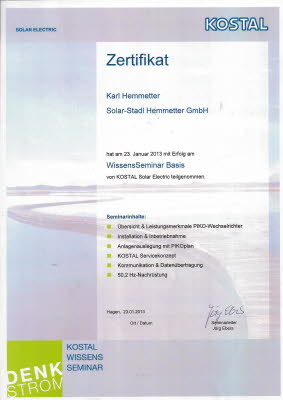 SOLAR ELECTRIC
KOSTAL
Zertifikat
Karl Hemmetter
Solar-Stadl Hemmetter GmbH
hat am 23. Januar 2013 mit Erfolg am
WissensSeminar Basis
von KOSTAL Solar Electric teilgenommen.
Seminarinhalte:
Übersicht & Leistungsmerkmale PIKO-Wechselrichter
Installation & Inbetriebnahme
Anlagenauslegung mit PIKOplan
KOSTAL Servicekonzept
Kommunikation & Datenübertragung
50,2 Hz-Nachrüstung
Hagen, 23.01.2013
Ort / Datum
Seminarleiter
Jörg Ebers
KOSTAL
WISSENS
SEMINAR
DENK
STROM